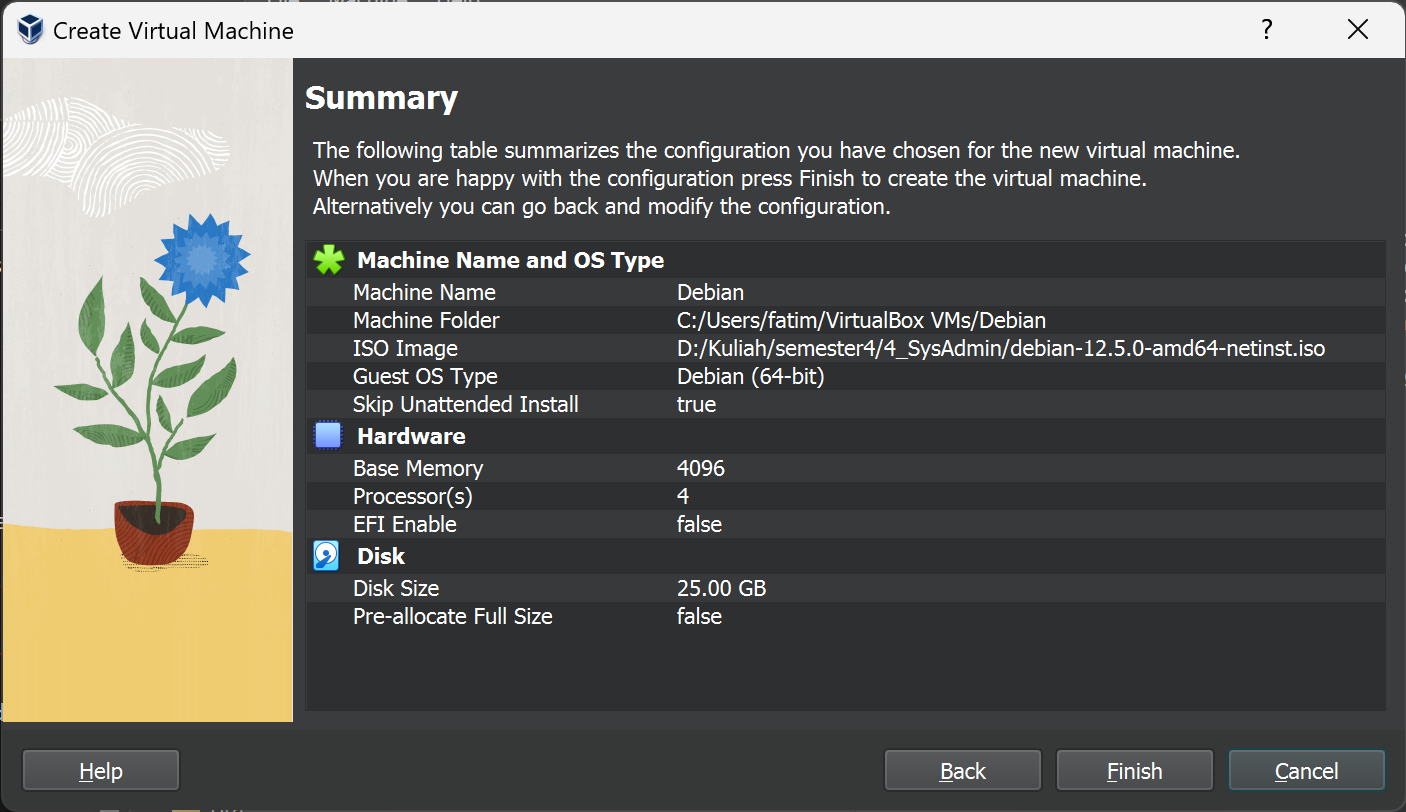 Create Virtual Machine
?
Summary
The following table summarizes the configuration you have chosen for the new virtual machine.
When you are happy with the configuration press Finish to create the virtual machine.
Alternatively you can go back and modify the configuration.
Machine Name and OS Type
Machine Name Debian
Machine Folder C:/Users/fatim/VirtualBox VMs/Debian
ISO Image D:/Kuliah/semester4/4_SysAdmin/debian-12.5.0-amd64-netinst.iso
Guest OS Type Debian (64-bit)
Skip Unattended Install true
Hardware
Base Memory 4096
Processor(s) 4
EFI Enable false
Disk
Disk Size 25.00 GB
Pre-allocate Full Size false
Help Back Finish Cancel